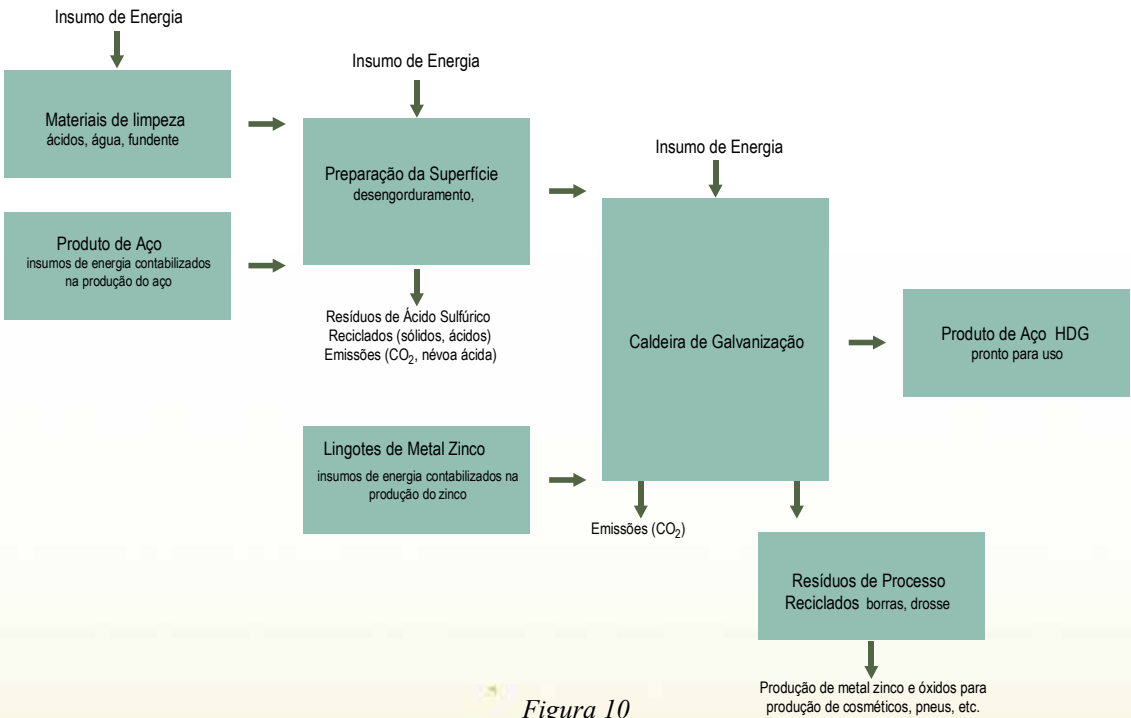 Insumo de Energia
Materiais de limpeza
ácidos, água, fundente
Insumo de Energia
Preparação da Superfície
desengorduramento,
Produto de Aço
insumos de energia contabilizados
na produção do aço
Resíduos de Ácido Sulfúrico
Reciclados (sólidos, ácidos)
Emissões (CO₂, névoa ácida)
Insumo de Energia
Caldeira de Galvanização
Lingotes de Metal Zinco
insumos de energia contabilizados na
produção do zinco
Emissões (CO₂)
Produto de Aço HDG
pronto para uso
Resíduos de Processo
Reciclados borras, drosse
Produção de metal zinco e óxidos para
produção de cosméticos, pneus, etc.
Figura 10